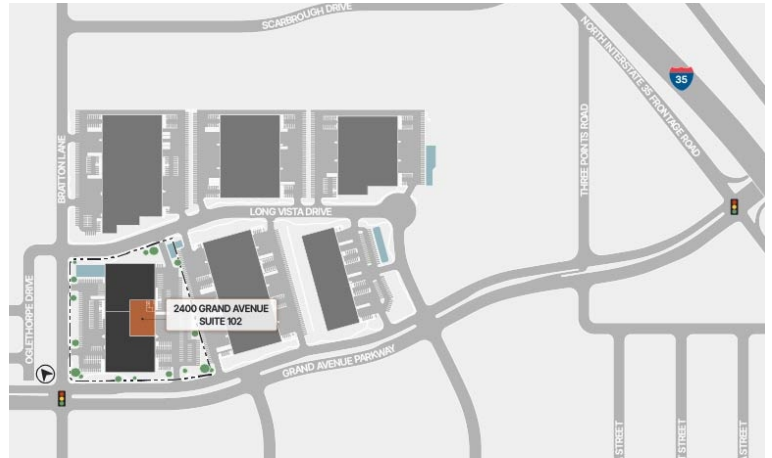 SCARBROUGH DRIVE
NORTH INTERSTATE 35 FRONTAGE ROAD
35
THREE POINTS ROAD
BRATTON LANE
LONG VISTA DRIVE
OGLETHORPE DRIVE
2400 GRAND AVENUE
SUITE 102
GRAND AVENUE PARKWAY
STREET
STREET
STREET